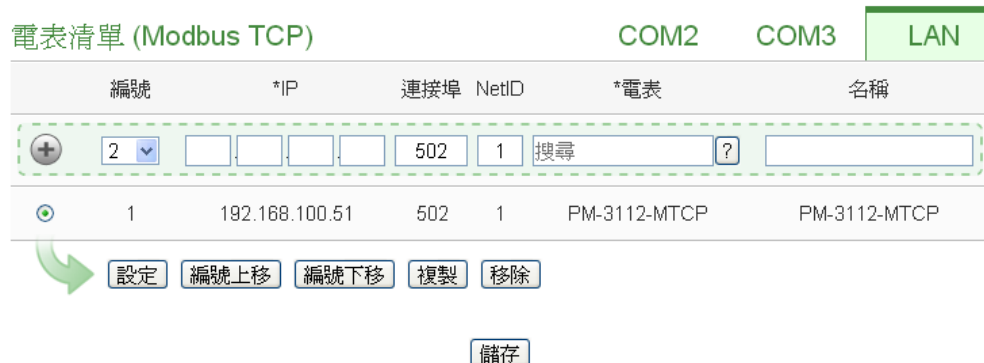 電表清單 (Modbus TCP) COM2 COM3 LAN
編號 *IP 連接埠 NetID *電表 名稱
2 . . . 502 1 搜尋 ?
1 192.168.100.51 502 1 PM-3112-MTCP PM-3112-MTCP
設定 編號上移 編號下移 複製 移除
儲存